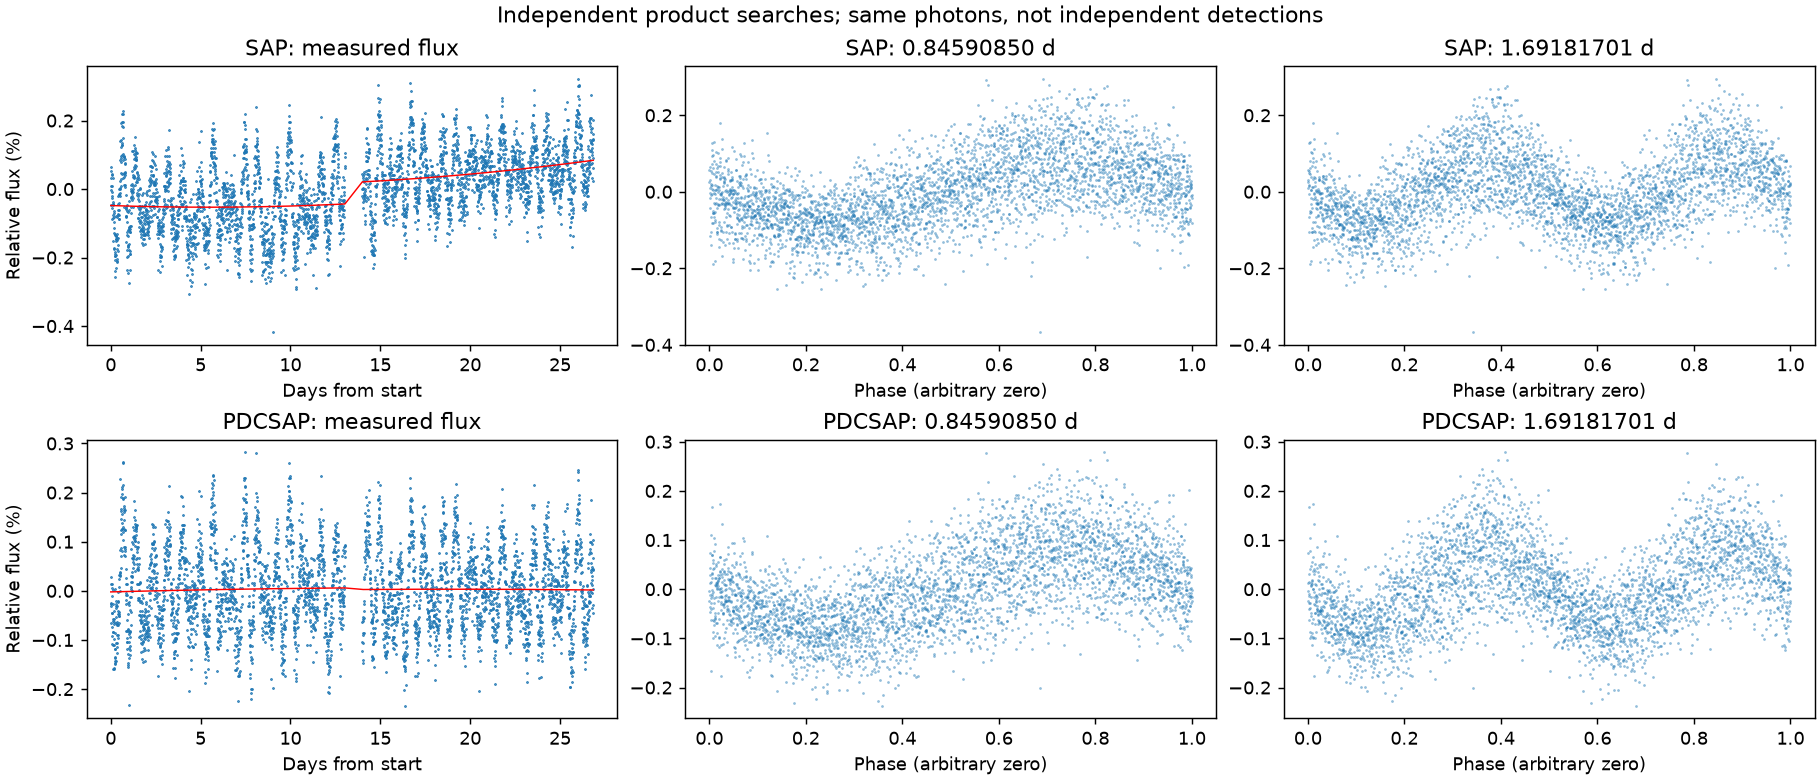 Independent product searches; same photons, not independent detections
SAP: measured flux
Relative flux (%)
0.2
0.0
−0.2
−0.4
0 5 10 15 20 25
Days from start
SAP: 0.84590850 d
0.2
0.0
−0.2
−0.4
0.0 0.2 0.4 0.6 0.8 1.0
Phase (arbitrary zero)
SAP: 1.69181701 d
0.2
0.0
−0.2
−0.4
0.0 0.2 0.4 0.6 0.8 1.0
Phase (arbitrary zero)
PDCSAP: measured flux
Relative flux (%)
0.3
0.2
0.1
0.0
−0.1
−0.2
0 5 10 15 20 25
Days from start
PDCSAP: 0.84590850 d
0.3
0.2
0.1
0.0
−0.1
−0.2
0.0 0.2 0.4 0.6 0.8 1.0
Phase (arbitrary zero)
PDCSAP: 1.69181701 d
0.3
0.2
0.1
0.0
−0.1
−0.2
0.0 0.2 0.4 0.6 0.8 1.0
Phase (arbitrary zero)